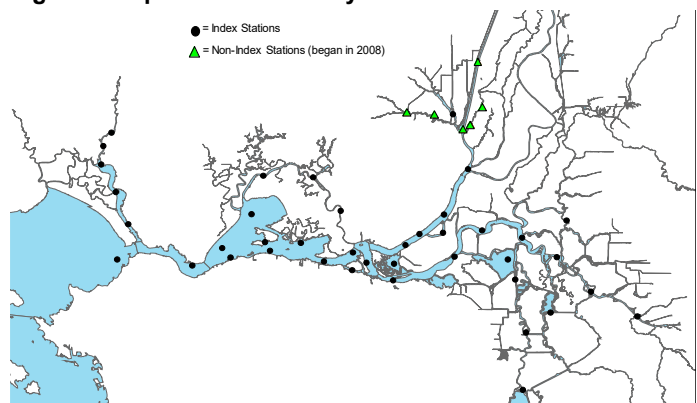 = Index Stations
= Non-Index Stations (began in 2008)